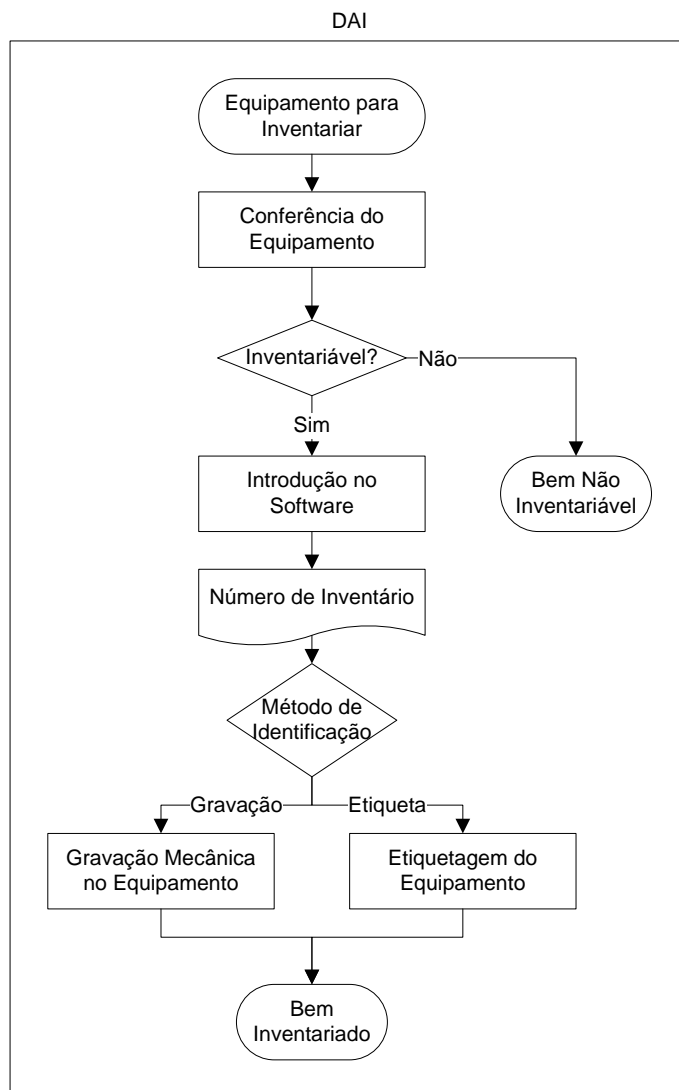 DAI
Equipamento para
Inventariar
Conferência do
Equipamento
Inventariável?
Não
Sim
Introdução no
Software
Bem Não
Inventariável
Número de Inventário
Método de
Identificação
Gravação
Etiqueta
Gravação Mecânica
no Equipamento
Etiquetagem do
Equipamento
Bem
Inventariado